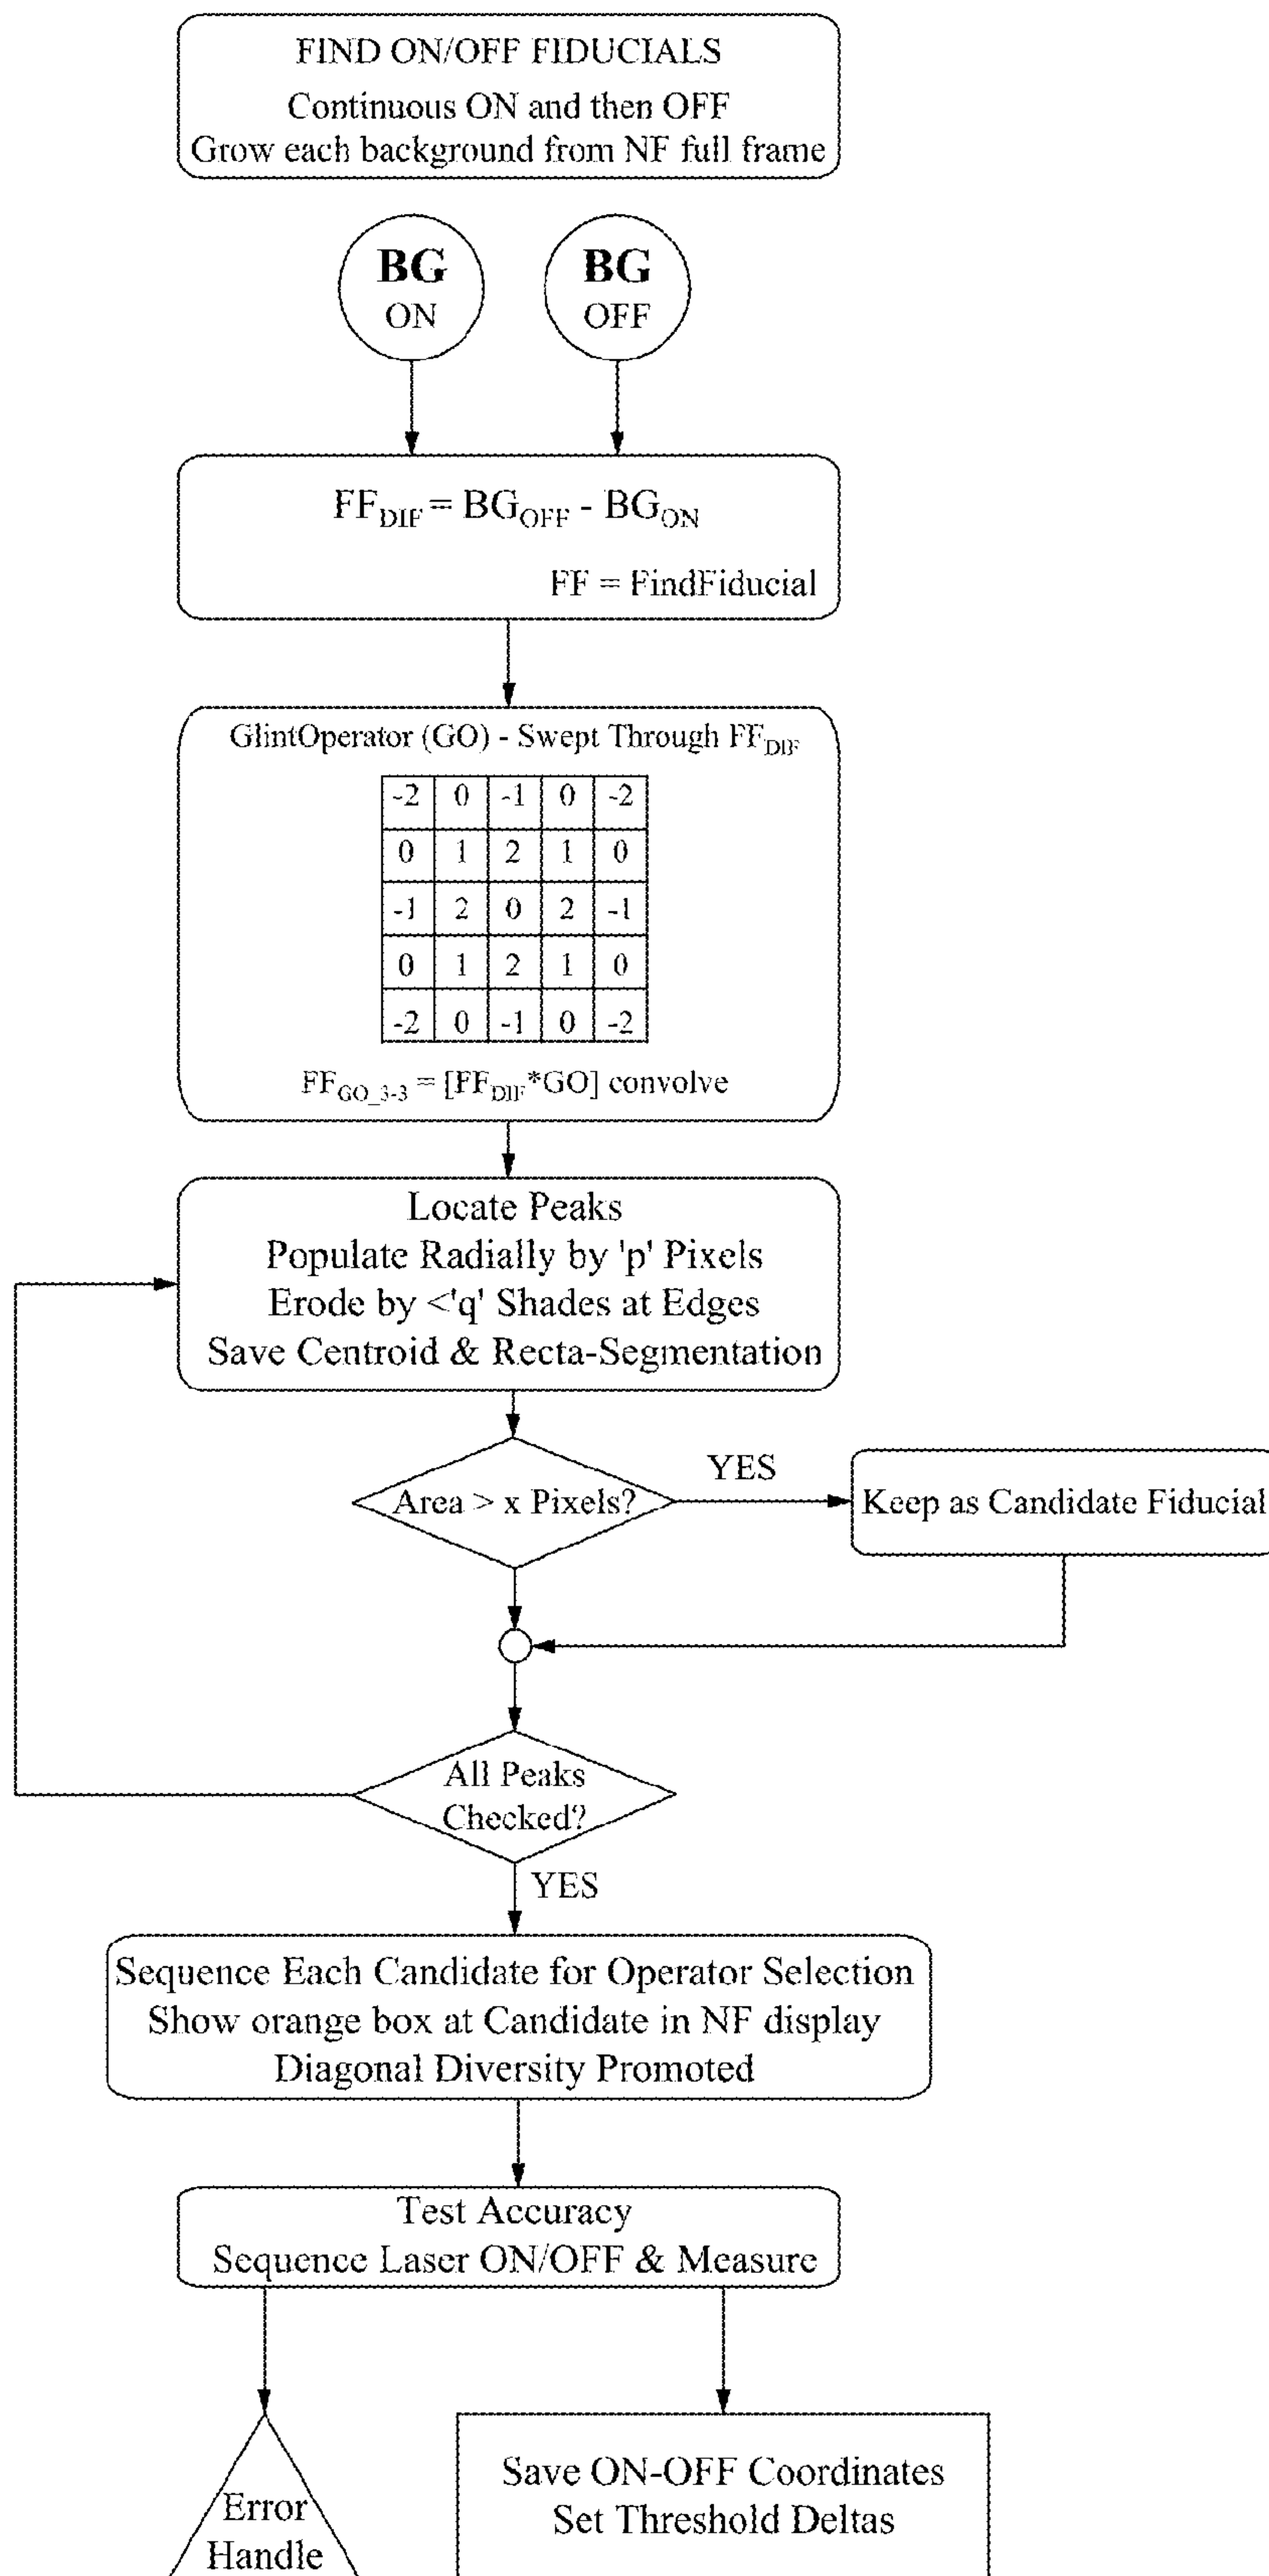 FIND ON/OFF FIDUCIALS
Continuous ON and then OFF
Grow each background from NF full frame
BG
ON
BG
OFF
FF_DIF = BG_OFF - BG_ON
FF = FindFiducial
GlintOperator (GO) - Swept Through FF_DIF
-2 0 -1 0 -2
0 1 2 1 0
-1 2 0 2 -1
0 1 2 1 0
-2 0 -1 0 -2
FF_GO_3-3 = [FF_DIF*GO] convolve
Locate Peaks
Populate Radially by 'p' Pixels
Erode by <'q' Shades at Edges
Save Centroid & Recta-Segmentation
Area > x Pixels?
YES
Keep as Candidate Fiducial
All Peaks
Checked?
YES
Sequence Each Candidate for Operator Selection
Show orange box at Candidate in NF display
Diagonal Diversity Promoted
Test Accuracy
Sequence Laser ON/OFF & Measure
Error
Handle
Save ON-OFF Coordinates
Set Threshold Deltas